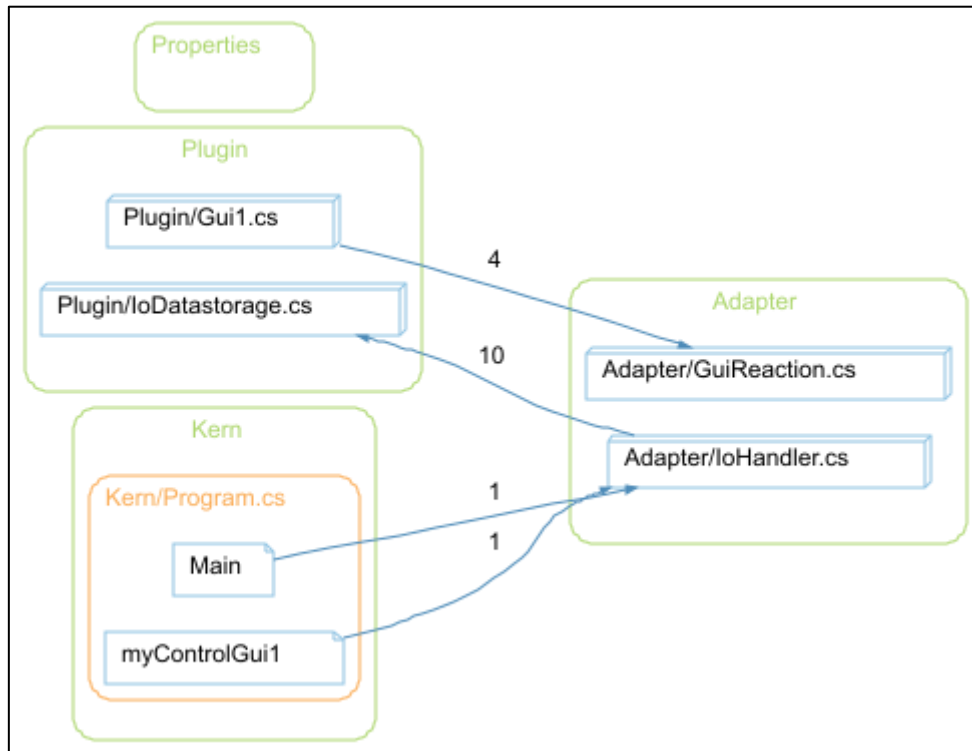 Properties
Plugin
Plugin/Gui1.cs
4
Plugin/IoDatastorage.cs
Adapter
10
Adapter/GuiReaction.cs
Kern
Adapter/IoHandler.cs
Kern/Program.cs
1
Main
1
myControlGui1